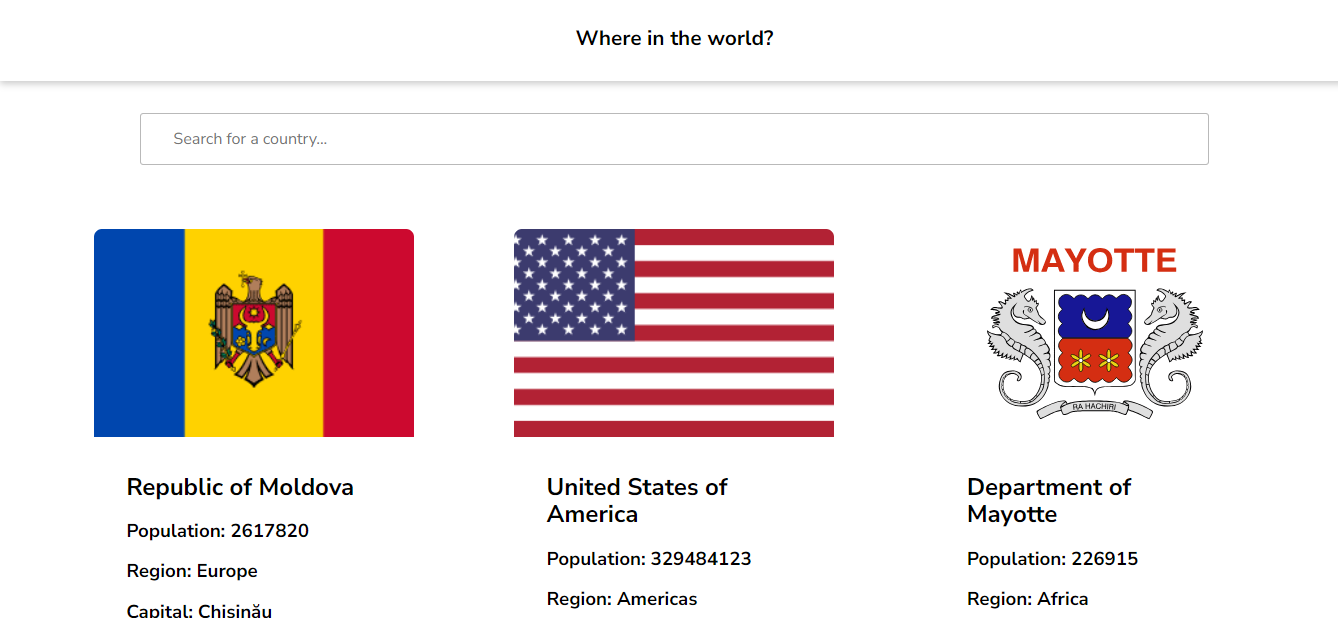 Where in the world?
Search for a country...
MAYOTTE
RA HACHIRI
Republic of Moldova
Population: 2617820
Region: Europe
Capital: Chișinău
United States of
America
Population: 329484123
Region: Americas
Department of
Mayotte
Population: 226915
Region: Africa